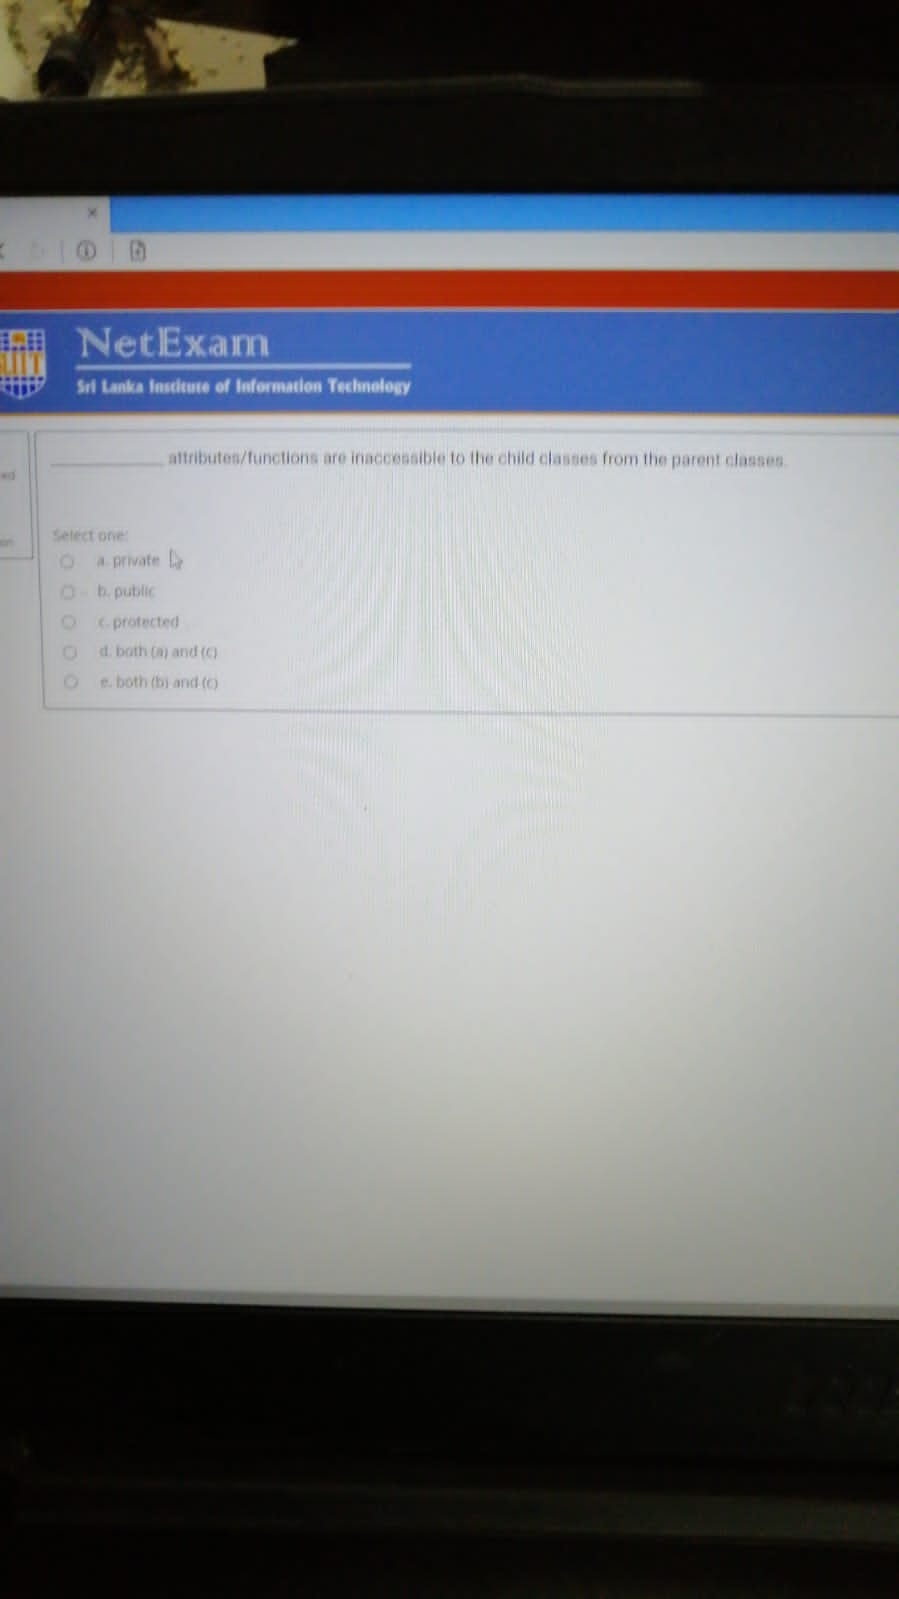 NetExam
Sri Lanka Institute of Information Technology
____________ attributes/functions are inaccessible to the child classes from the parent classes.
Select one:
a. private
b. public
c. protected
d. both (a) and (c)
e. both (b) and (c)